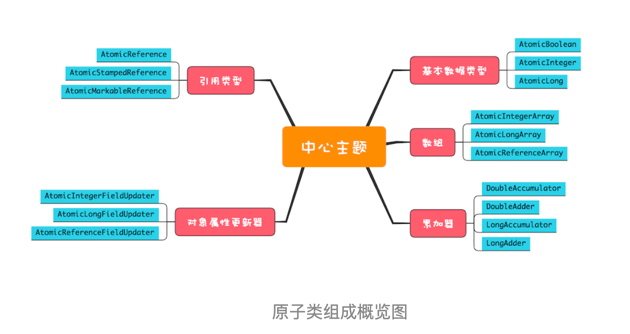 AtomicReference
AtomicStampedReference
AtomicMarkableReference
引用类型
AtomicIntegerFieldUpdater
AtomicLongFieldUpdater
AtomicReferenceFieldUpdater
对象属性更新器
中心主题
基本数据类型
AtomicBoolean
AtomicInteger
AtomicLong
数组
AtomicIntegerArray
AtomicLongArray
AtomicReferenceArray
累加器
DoubleAccumulator
DoubleAdder
LongAccumulator
LongAdder
原子类组成概览图